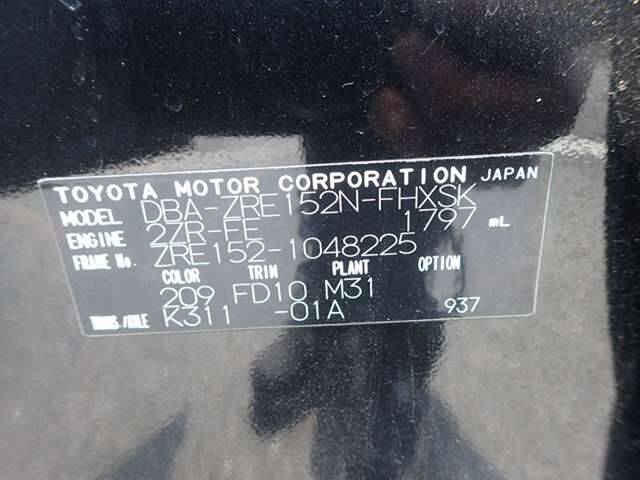 TOYOTA MOTOR CORPORATION JAPAN
MODEL DBA-ZRE152N-FHXSK
ENGINE 2ZR-FE 1797 mL
FRAME No. ZRE152-1048225
COLOR TRIM PLANT OPTION
209 FD10 M31
TRANS./AXLE K311 -01A 937